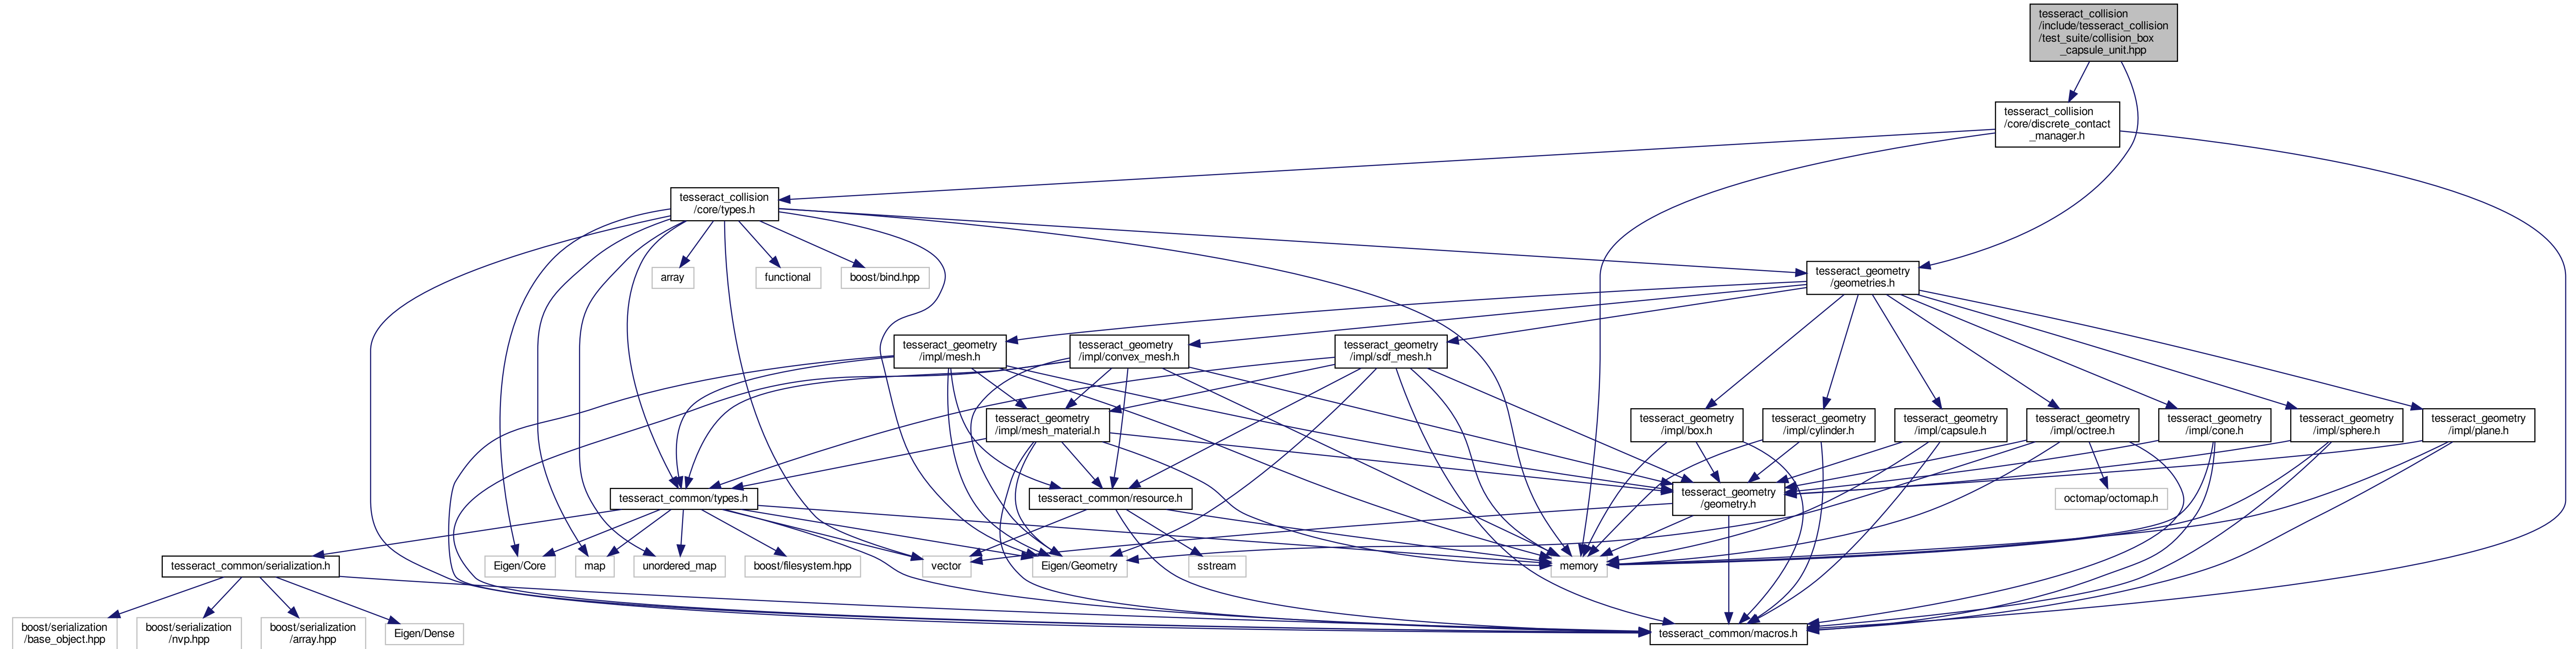 tesseract_collision
/include/tesseract_collision
/test_suite/collision_box
_capsule_unit.hpp
tesseract_collision
/core/discrete_contact
_manager.h
tesseract_collision
/core/types.h
array
functional
boost/bind.hpp
tesseract_geometry
/geometries.h
tesseract_geometry
/impl/mesh.h
tesseract_geometry
/impl/convex_mesh.h
tesseract_geometry
/impl/sdf_mesh.h
tesseract_geometry
/impl/mesh_material.h
tesseract_geometry
/impl/box.h
tesseract_geometry
/impl/cylinder.h
tesseract_geometry
/impl/capsule.h
tesseract_geometry
/impl/octree.h
tesseract_geometry
/impl/cone.h
tesseract_geometry
/impl/sphere.h
tesseract_geometry
/impl/plane.h
tesseract_common/types.h
tesseract_common/resource.h
tesseract_geometry
/geometry.h
octomap/octomap.h
tesseract_common/serialization.h
Eigen/Core
map
unordered_map
boost/filesystem.hpp
vector
Eigen/Geometry
sstream
memory
boost/serialization
/base_object.hpp
boost/serialization
/nvp.hpp
boost/serialization
/array.hpp
Eigen/Dense
tesseract_common/macros.h